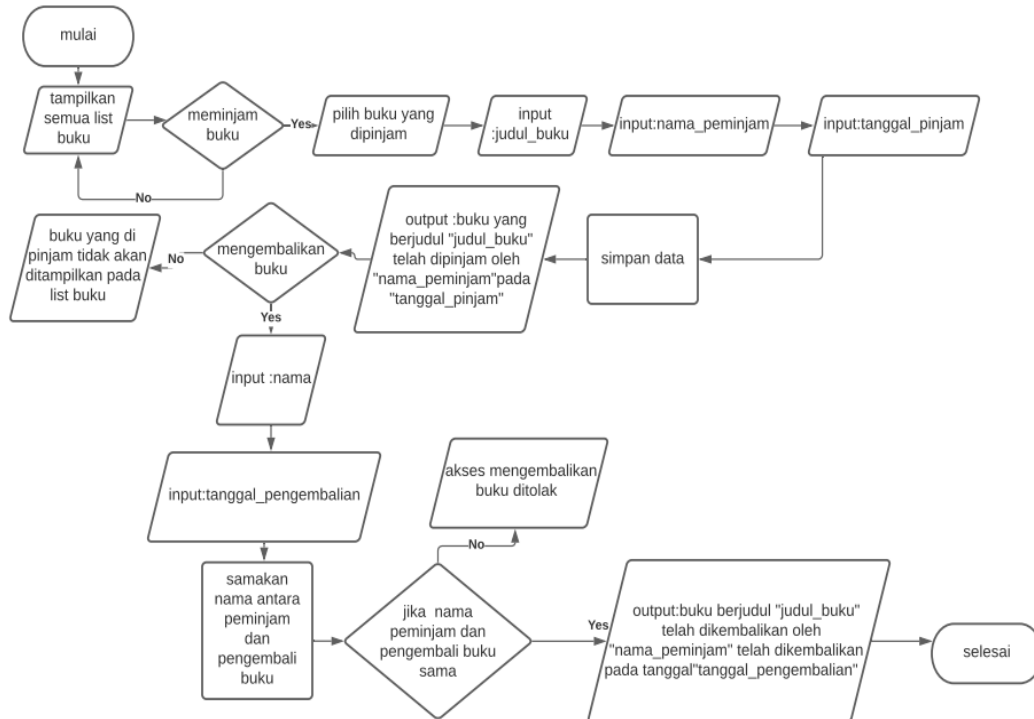 mulai
tampilkan
semua list
buku
meminjam
buku
Yes
No
pilih buku yang
dipinjam
input
:judul_buku
input:nama_peminjam
input:tanggal_pinjam
simpan data
output :buku yang
berjudul "judul_buku"
telah dipinjam oleh
"nama_peminjam"pada
"tanggal_pinjam"
mengembalikan
buku
No
buku yang di
pinjam tidak akan
ditampilkan pada
list buku
Yes
input :nama
input:tanggal_pengembalian
samakan
nama antara
peminjam
dan
pengembali
buku
jika nama
peminjam dan
pengembali buku
sama
No
akses mengembalikan
buku ditolak
Yes
output:buku berjudul "judul_buku"
telah dikembalikan oleh
"nama_peminjam" telah dikembalikan
pada tanggal"tanggal_pengembalian"
selesai